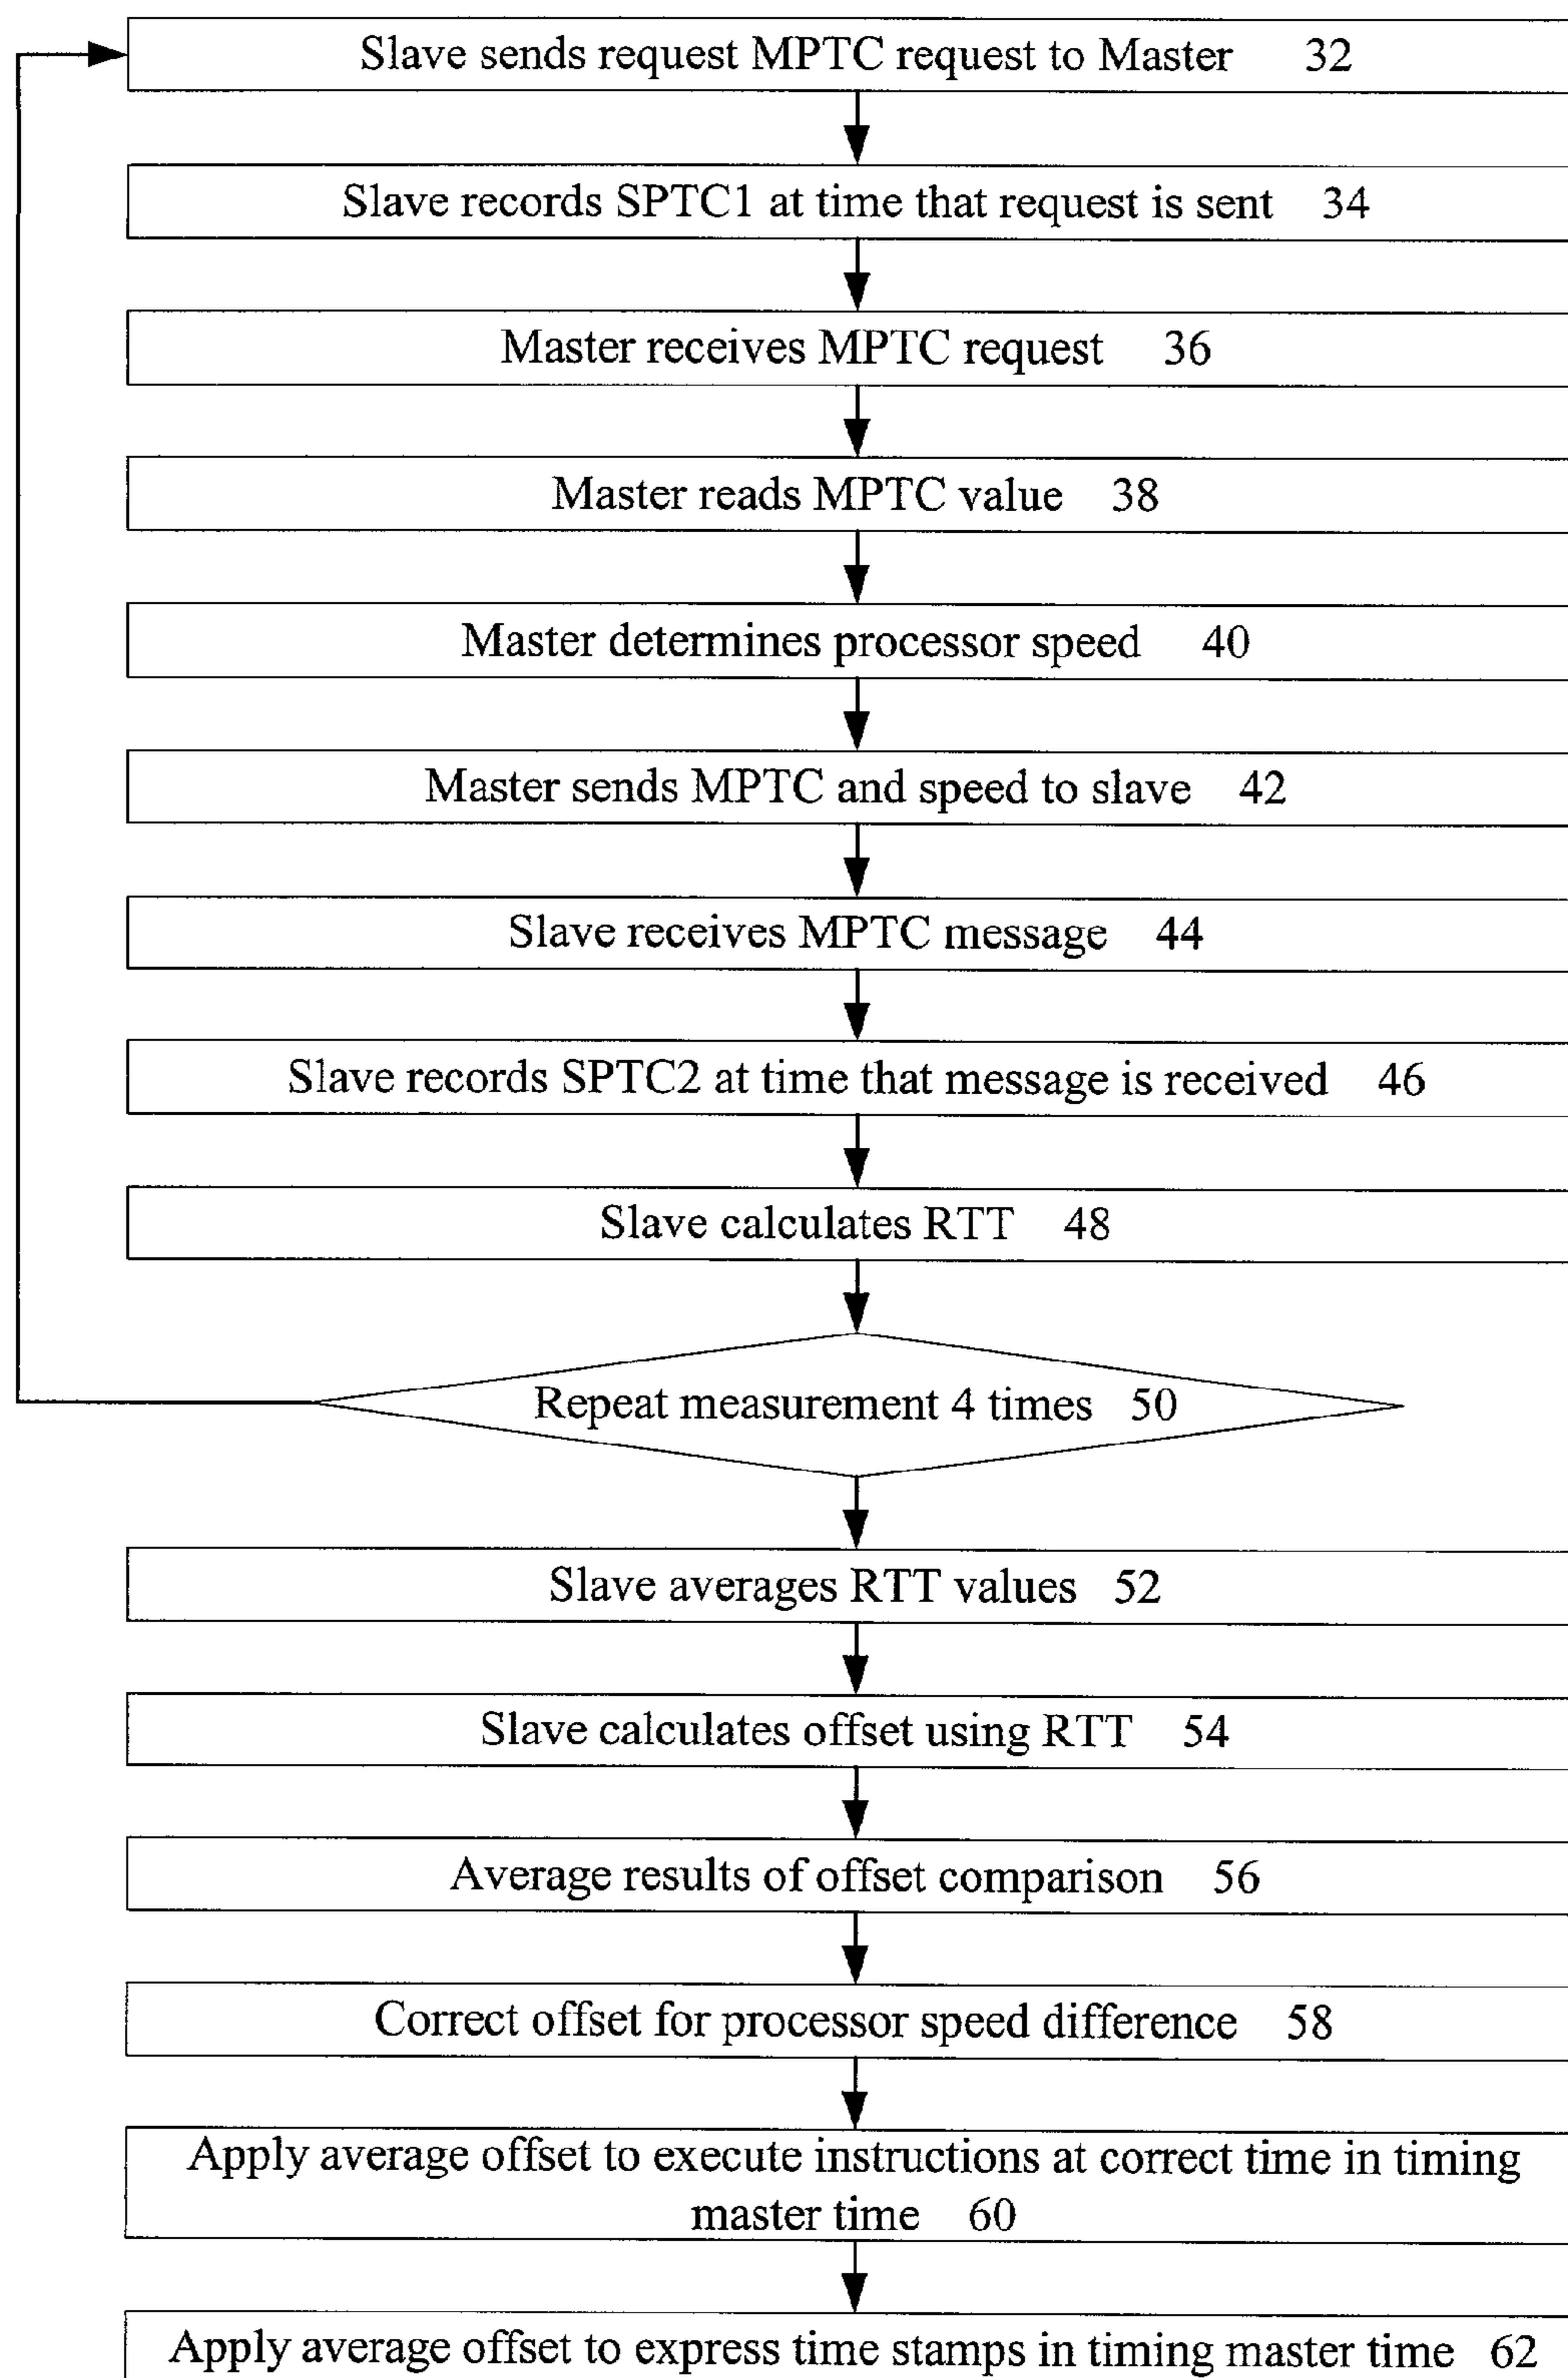 Slave sends request MPTC request to Master 32
Slave records SPTC1 at time that request is sent 34
Master receives MPTC request 36
Master reads MPTC value 38
Master determines processor speed 40
Master sends MPTC and speed to slave 42
Slave receives MPTC message 44
Slave records SPTC2 at time that message is received 46
Slave calculates RTT 48
Repeat measurement 4 times 50
Slave averages RTT values 52
Slave calculates offset using RTT 54
Average results of offset comparison 56
Correct offset for processor speed difference 58
Apply average offset to execute instructions at correct time in timing
master time 60
Apply average offset to express time stamps in timing master time 62